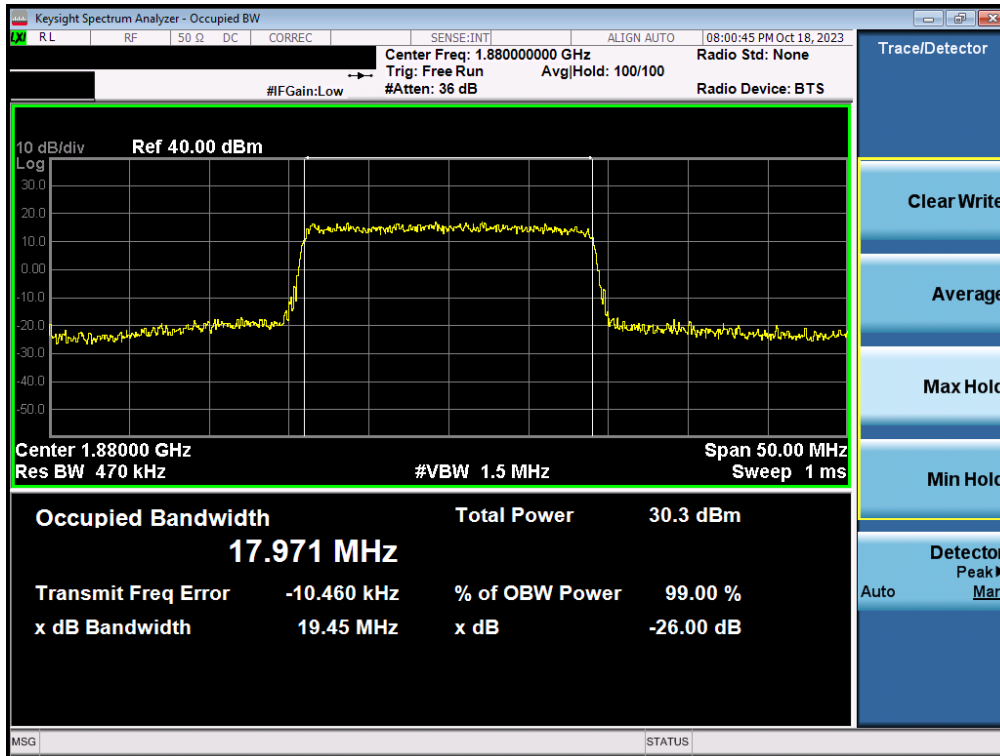 Keysight Spectrum Analyzer - Occupied BW
LXI RL RF 50 Ω DC CORREC SENSE:INT ALIGN AUTO 08:00:45 PM Oct 18, 2023
Center Freq: 1.880000000 GHz Radio Std: None
Trig: Free Run Avg|Hold: 100/100
#IFGain:Low #Atten: 36 dB Radio Device: BTS
Trace/Detector
10 dB/div Ref 40.00 dBm
Log
30.0
20.0
10.0
0.00
-10.0
-20.0
-30.0
-40.0
-50.0
Center 1.88000 GHz Span 50.00 MHz
Res BW 470 kHz #VBW 1.5 MHz Sweep 1 ms
Occupied Bandwidth Total Power 30.3 dBm
17.971 MHz
Transmit Freq Error -10.460 kHz % of OBW Power 99.00 %
x dB Bandwidth 19.45 MHz x dB -26.00 dB
Clear Write
Average
Max Hold
Min Hold
Detector
Peak
Auto Man
MSG STATUS